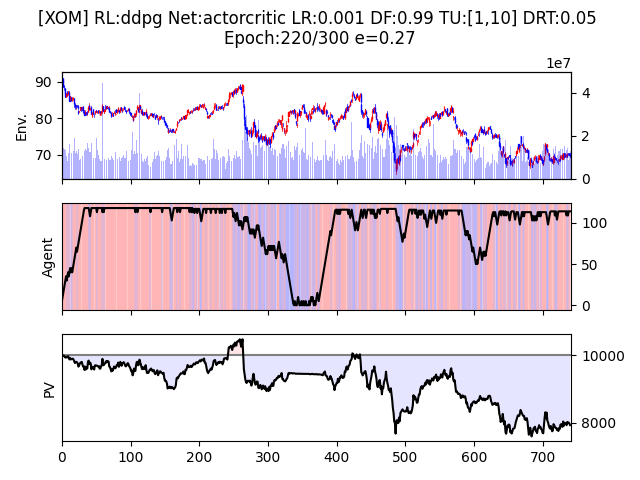 [XOM] RL:ddpg Net:actorcritic LR:0.001 DF:0.99 TU:[1,10] DRT:0.05
Epoch:220/300 e=0.27
1e7
90
80
70
Env.
4
2
0
Agent
100
50
0
PV
10000
8000
0 100 200 300 400 500 600 700